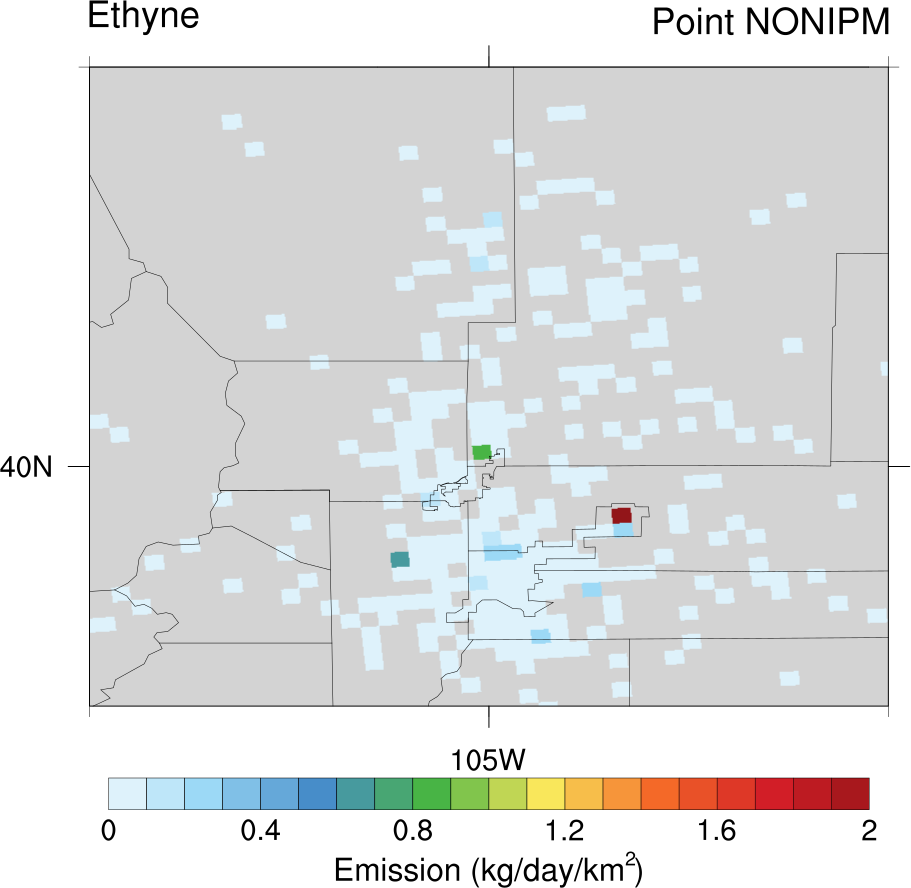 Ethyne
Point NONIPM
40N
105W
0 0.4 0.8 1.2 1.6 2
Emission (kg/day/km²)